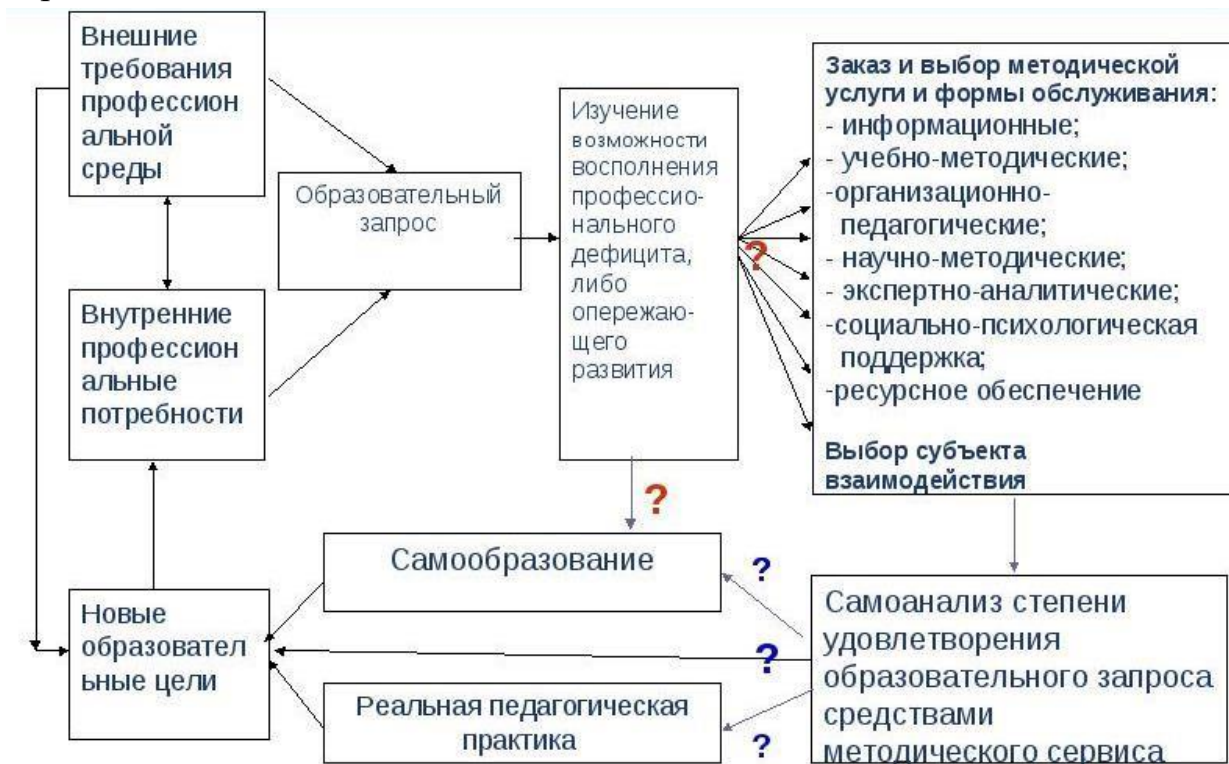 Внешние
требования
профессион
альной
среды
Внутренние
профессион
альные
потребности
Новые
образовател
ьные цели
Образовательный
запрос
Изучение
возможности
восполнения
профессио-
нального
дефицита,
либо
опережаю-
щего
развития
?
?
Заказ и выбор методической
услуги и формы обслуживания:
- информационные;
- учебно-методические;
-организационно-
педагогические;
- научно-методические;
- экспертно-аналитические;
-социально-психологическая
поддержка;
-ресурсное обеспечение
Выбор субъекта
взаимодействия
Самообразование
?
?
?
Реальная педагогическая
практика
Самоанализ степени
удовлетворения
образовательного запроса
средствами
методического сервиса